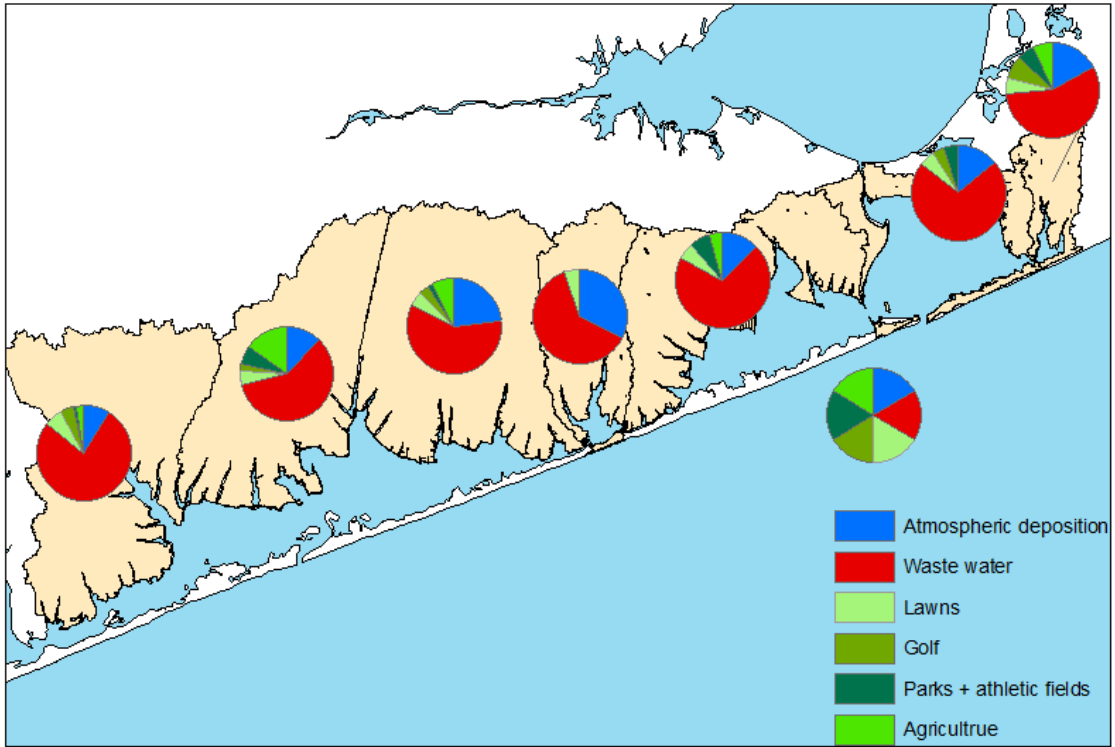 Atmospheric deposition
Waste water
Lawns
Golf
Parks + athletic fields
Agricultrue